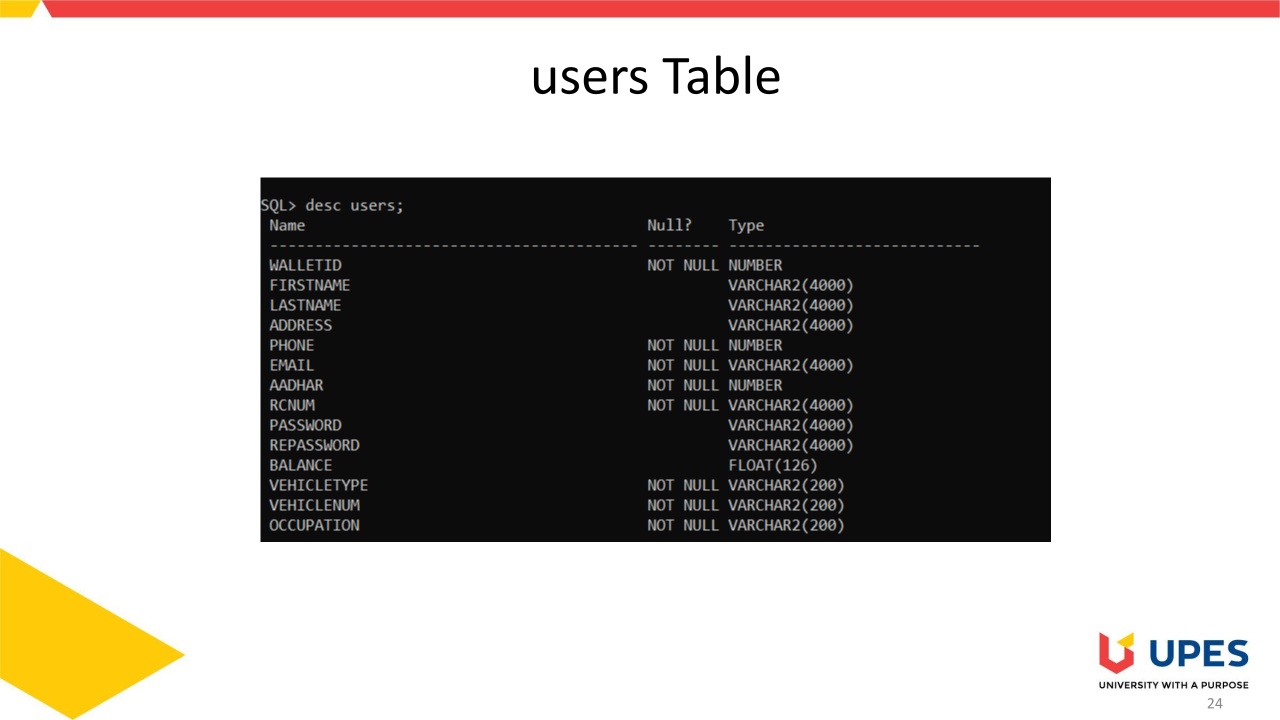 users Table
SQL> desc users;
Name Null? Type
----------------------------------------- -------- ----------------------------
WALLETID NOT NULL NUMBER
FIRSTNAME VARCHAR2(4000)
LASTNAME VARCHAR2(4000)
ADDRESS VARCHAR2(4000)
PHONE NOT NULL NUMBER
EMAIL NOT NULL VARCHAR2(4000)
AADHAR NOT NULL NUMBER
RCNUM NOT NULL VARCHAR2(4000)
PASSWORD VARCHAR2(4000)
REPASSWORD VARCHAR2(4000)
BALANCE FLOAT(126)
VEHICLETYPE NOT NULL VARCHAR2(200)
VEHICLENUM NOT NULL VARCHAR2(200)
OCCUPATION NOT NULL VARCHAR2(200)
UPES
UNIVERSITY WITH A PURPOSE
24